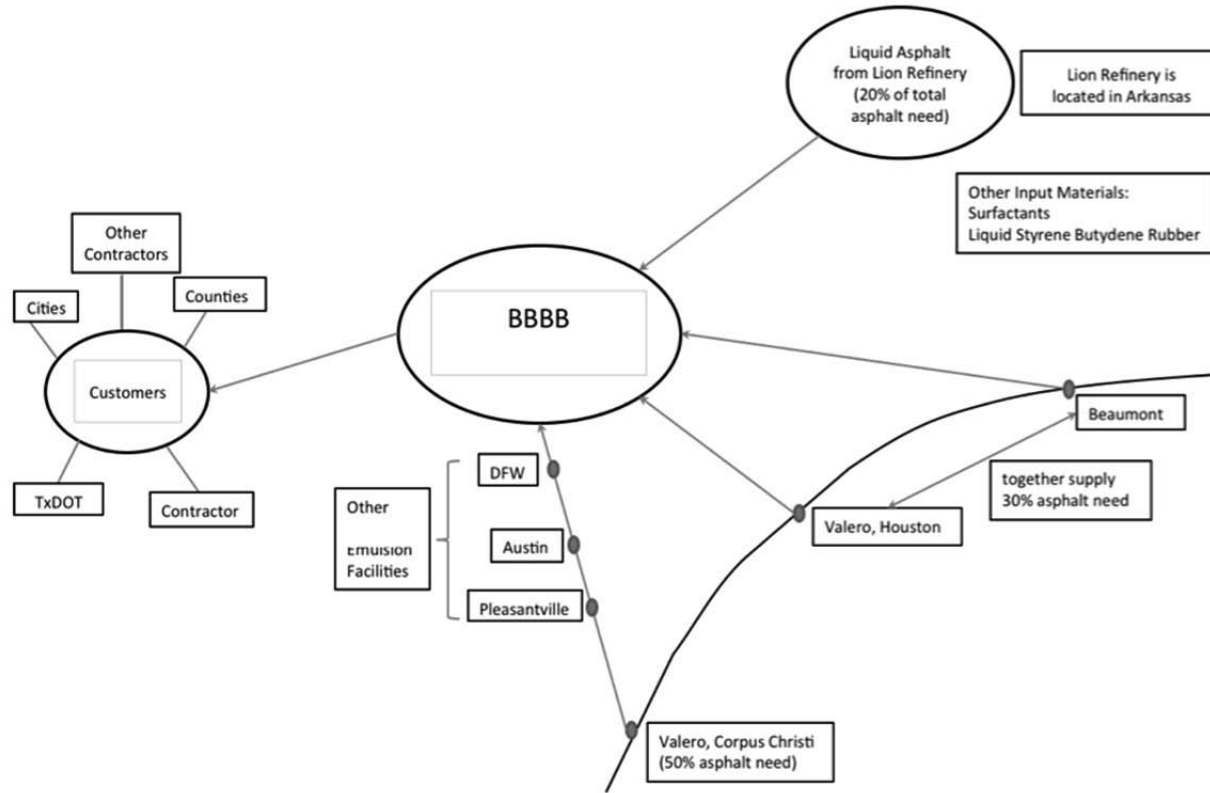 Liquid Asphalt
from Lion Refinery
(20% of total
asphalt need)
Lion Refinery is
located in Arkansas
Other Input Materials:
Surfactants
Liquid Styrene Butydene Rubber
Other
Contractors
Cities
Counties
Customers
TxDOT
Contractor
BBBB
Beaumont
together supply
30% asphalt need
Valero, Houston
DFW
Austin
Pleasantville
Other
Emulsion
Facilities
Valero, Corpus Christi
(50% asphalt need)